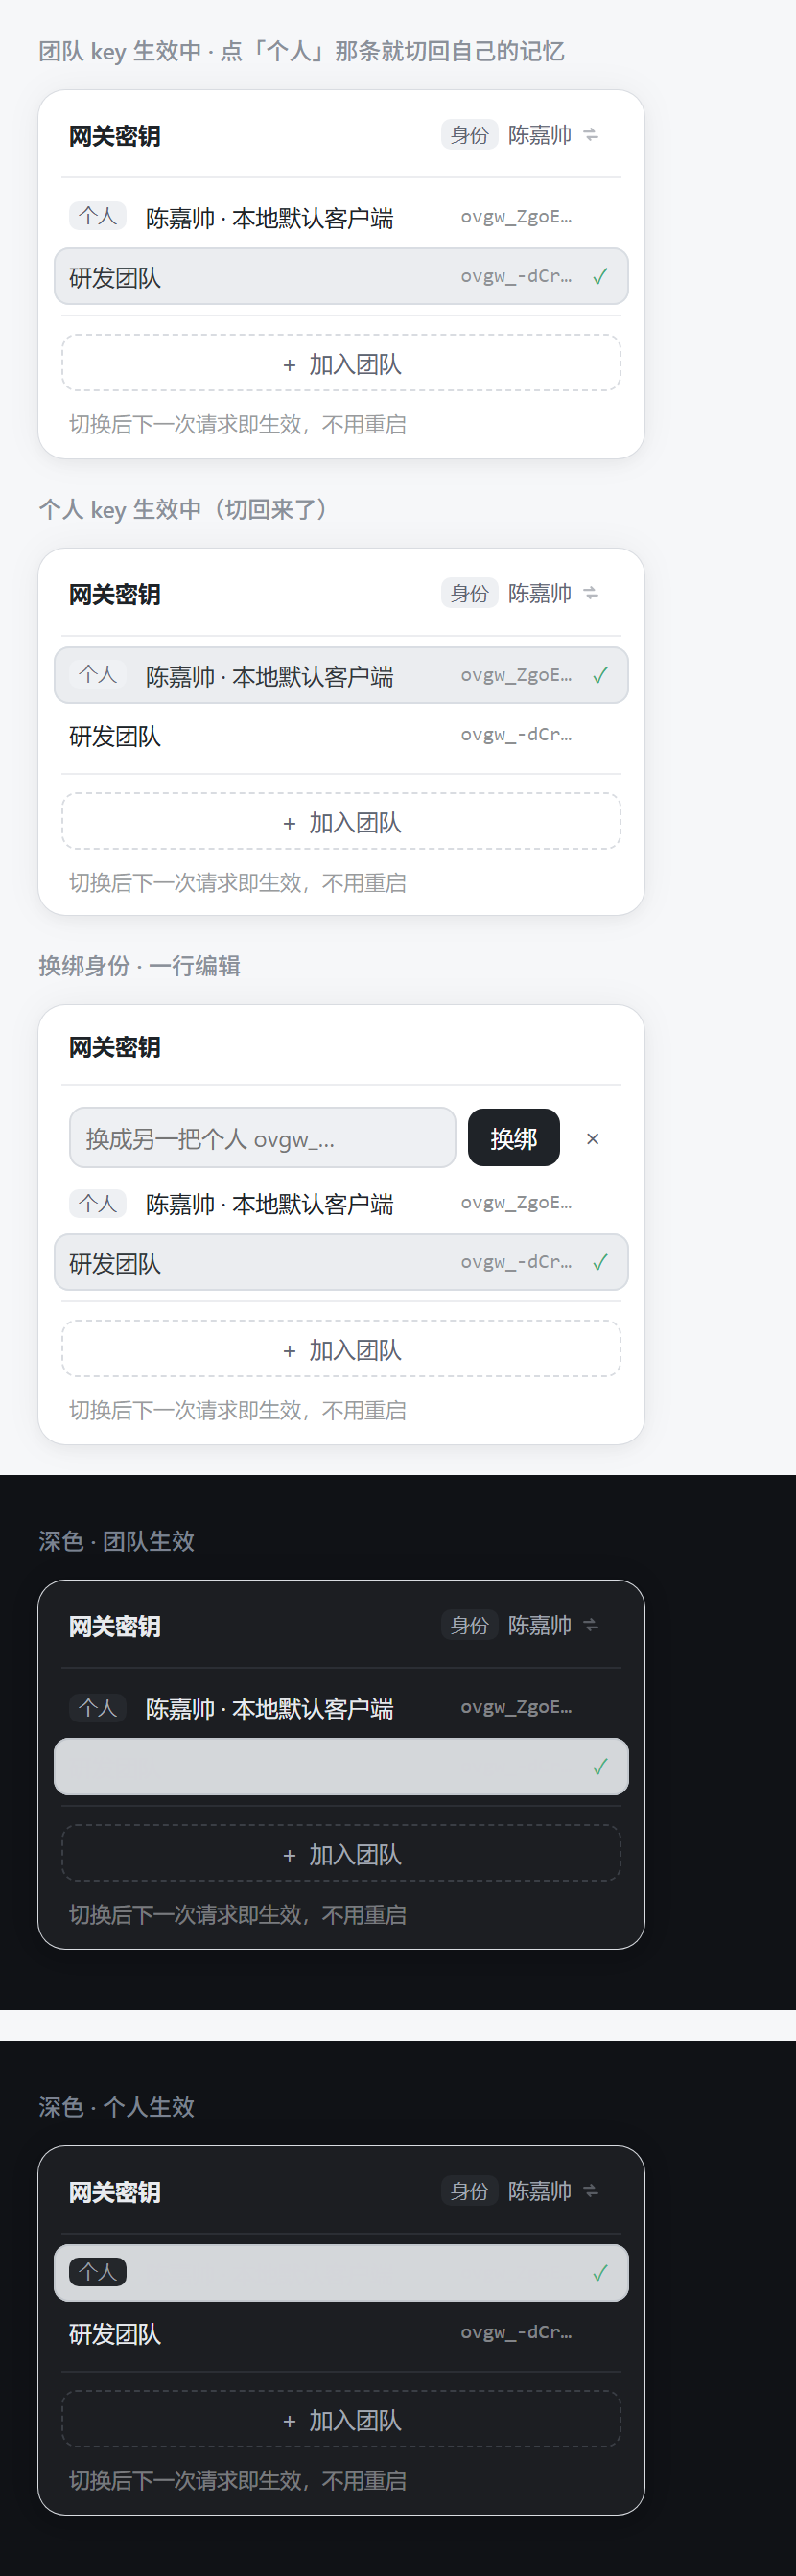 团队 key 生效中 · 点「个人」那条就切回自己的记忆
网关密钥 身份 陈嘉帅 ⇌
个人 陈嘉帅 · 本地默认客户端 ovgw_ZgoE…
研发团队 ovgw_-dCr… ✓
+ 加入团队
切换后下一次请求即生效，不用重启
个人 key 生效中（切回来了）
网关密钥 身份 陈嘉帅 ⇌
个人 陈嘉帅 · 本地默认客户端 ovgw_ZgoE… ✓
研发团队 ovgw_-dCr…
+ 加入团队
切换后下一次请求即生效，不用重启
换绑身份 · 一行编辑
网关密钥
换成另一把个人 ovgw_... 换绑 ×
个人 陈嘉帅 · 本地默认客户端 ovgw_ZgoE…
研发团队 ovgw_-dCr… ✓
+ 加入团队
切换后下一次请求即生效，不用重启
深色 · 团队生效
网关密钥 身份 陈嘉帅 ⇌
个人 陈嘉帅 · 本地默认客户端 ovgw_ZgoE…
✓
+ 加入团队
切换后下一次请求即生效，不用重启
深色 · 个人生效
网关密钥 身份 陈嘉帅 ⇌
个人 ✓
研发团队 ovgw_-dCr…
+ 加入团队
切换后下一次请求即生效，不用重启